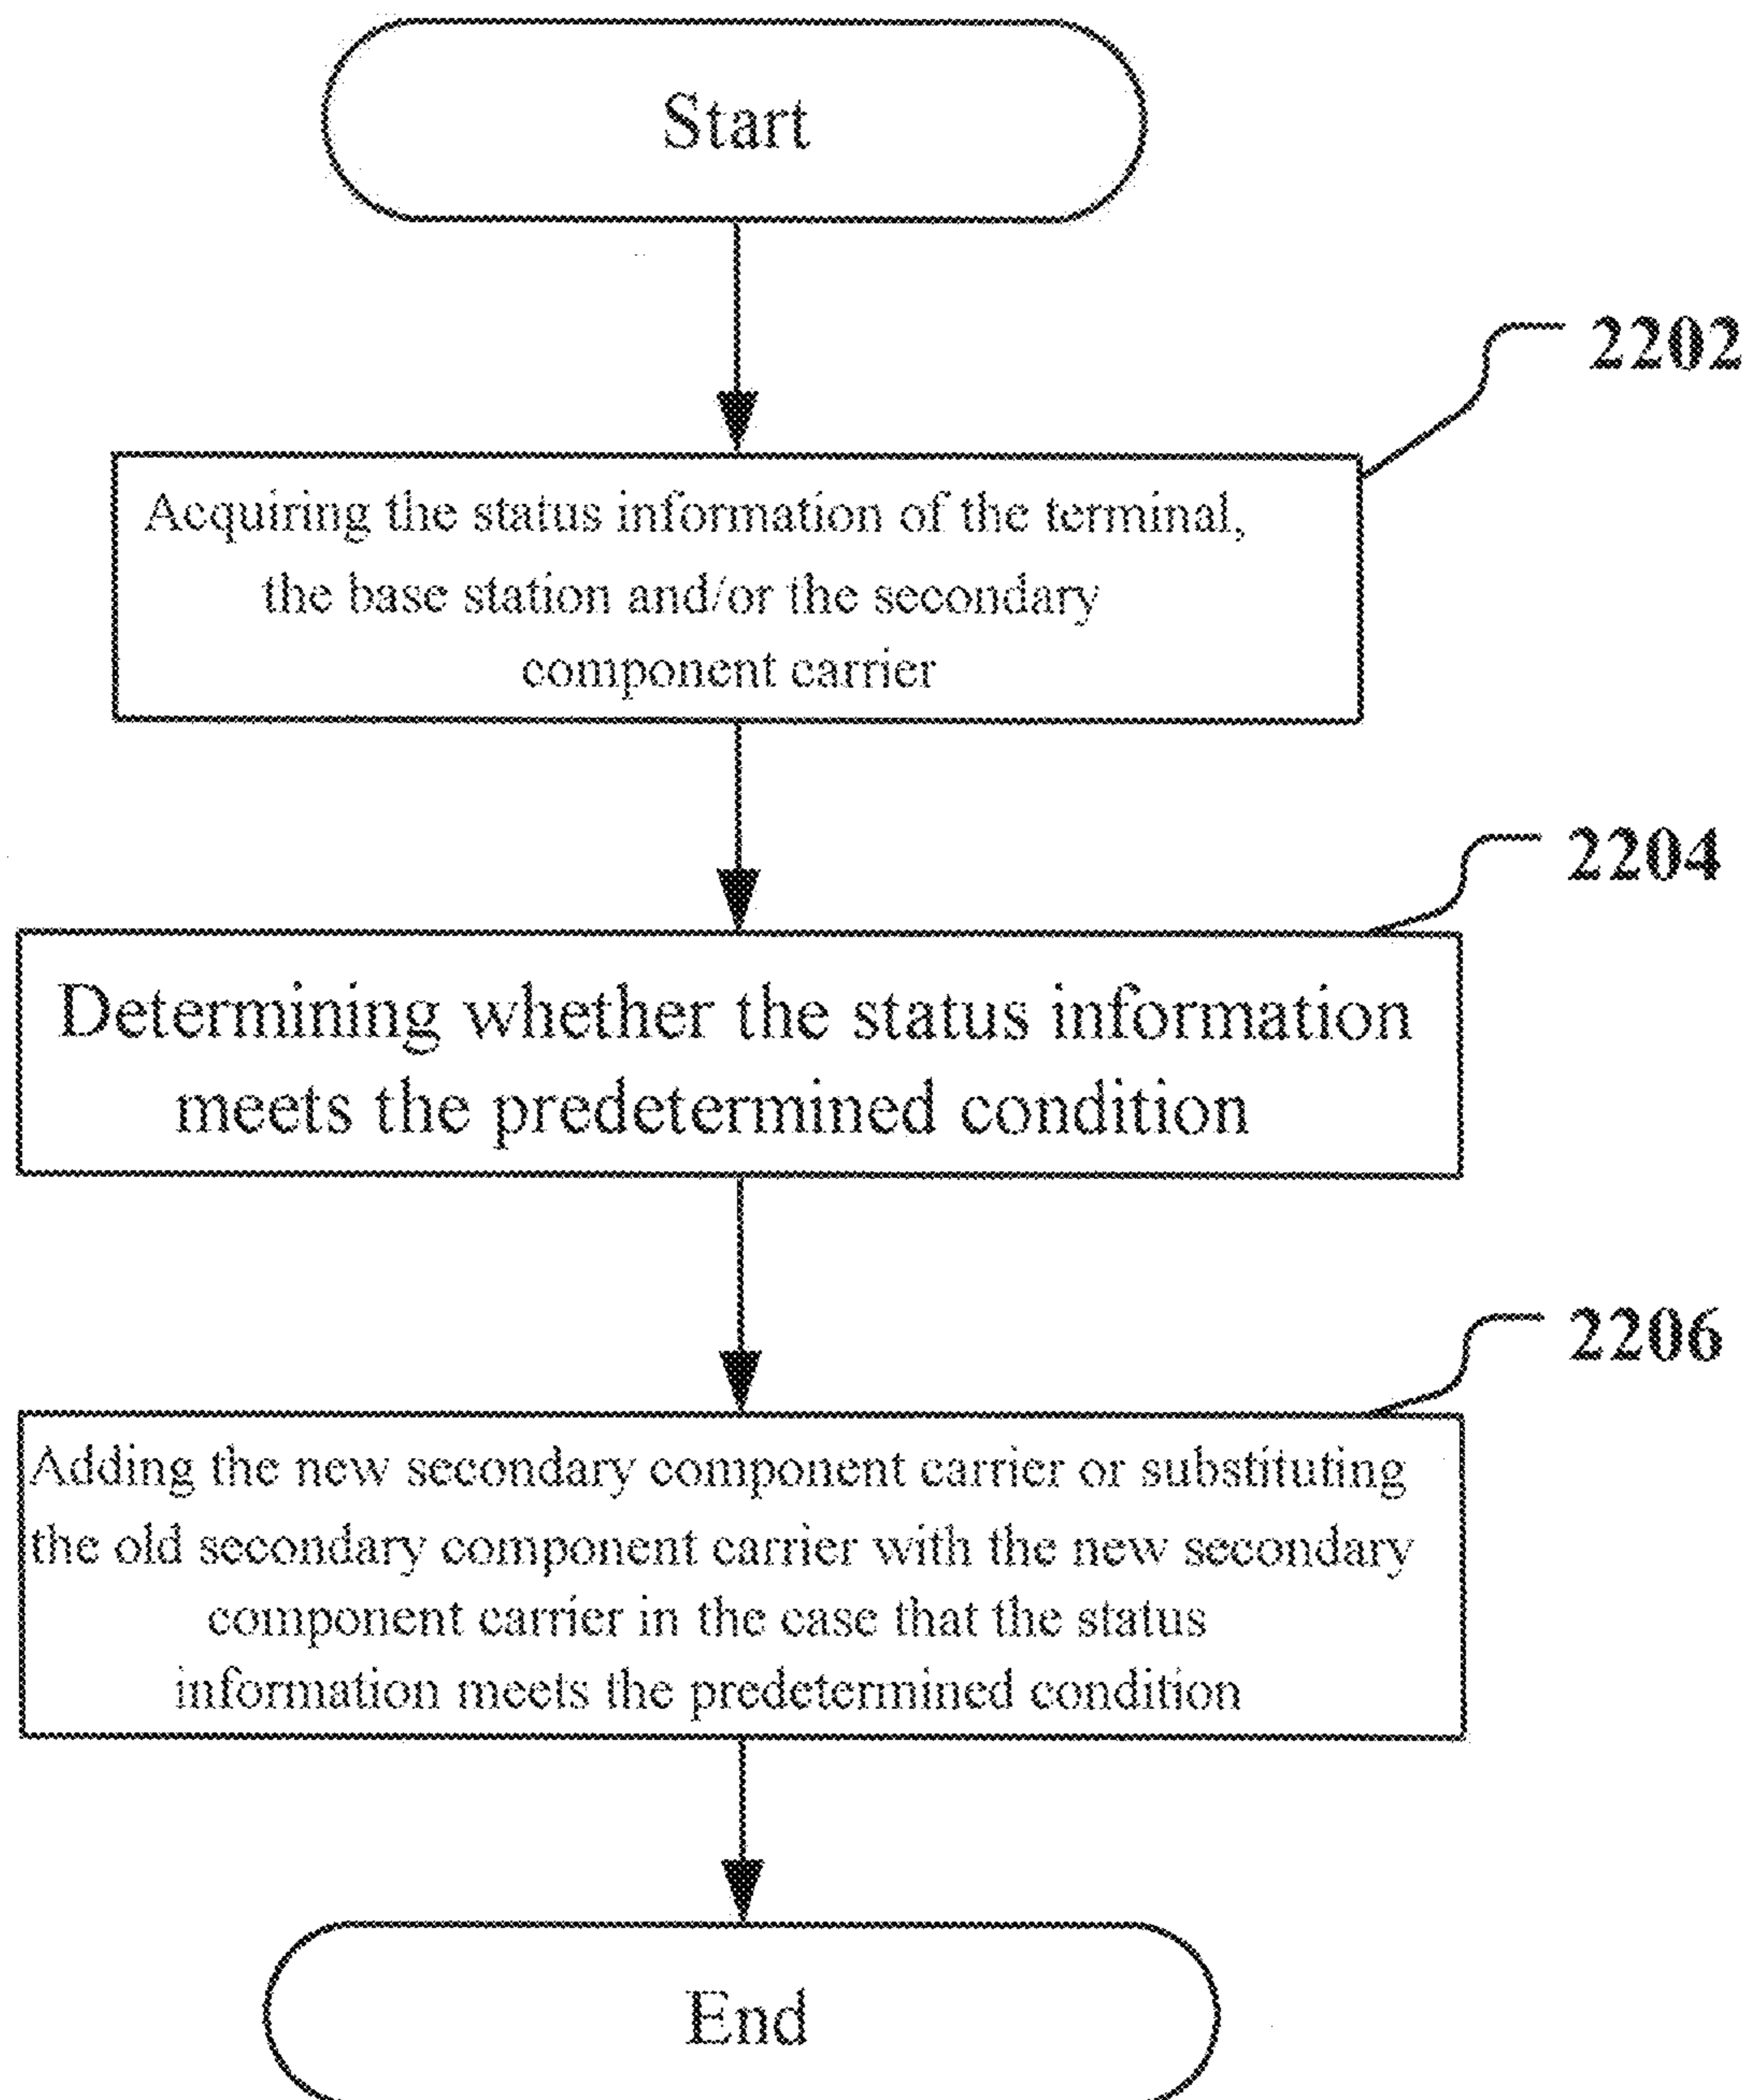 Start
2202
Acquiring the status information of the terminal,
the base station and/or the secondary
component carrier
2204
Determining whether the status information
meets the predetermined condition
2206
Adding the new secondary component carrier or substituting
the old secondary component carrier with the new secondary
component carrier in the case that the status
information meets the predetermined condition
End